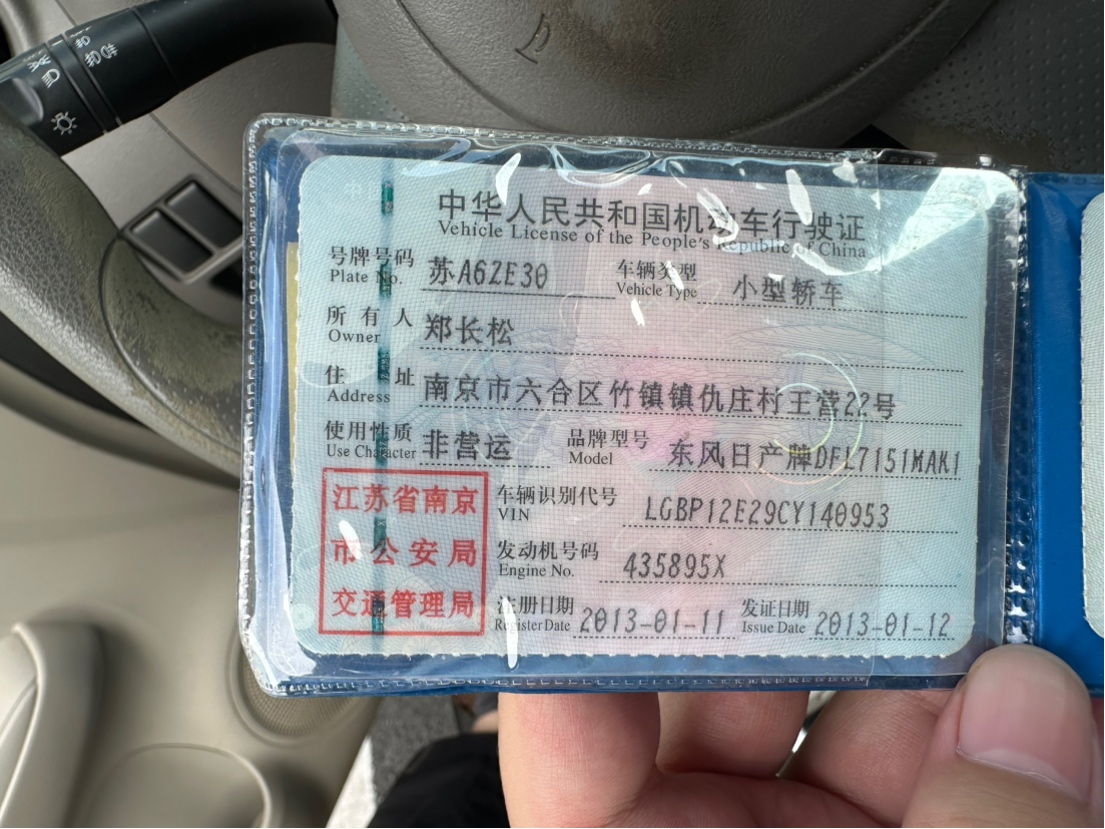 中华人民共和国机动车行驶证
Vehicle License of the People's Republic of China
号牌号码 苏A6ZE30 车辆类型 小型轿车
Plate No. Vehicle Type
所有人 郑长松
Owner
住址 南京市六合区竹镇镇仇庄村王营22号
Address
使用性质 非营运 品牌型号 东风日产牌DFL7151MAK1
Use Character Model
江苏省南京
市公安局
交通管理局
车辆识别代号 LGBP12E29CY140953
VIN
发动机号码 435895X
Engine No.
注册日期 2013-01-11 发证日期 2013-01-12
Register Date Issue Date